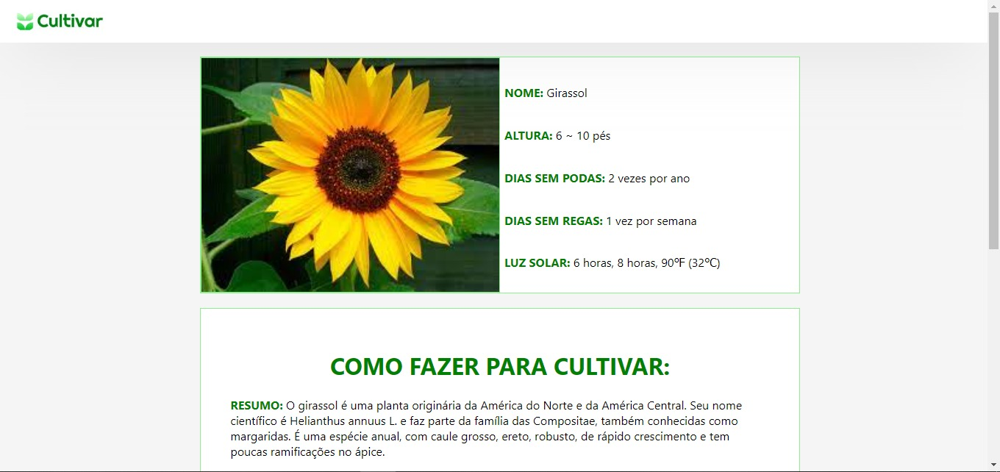 Cultivar
NOME: Girassol
ALTURA: 6 ~ 10 pés
DIAS SEM PODAS: 2 vezes por ano
DIAS SEM REGAS: 1 vez por semana
LUZ SOLAR: 6 horas, 8 horas, 90ºF (32ºC)
COMO FAZER PARA CULTIVAR:
RESUMO: O girassol é uma planta originária da América do Norte e da América Central. Seu nome
científico é Helianthus annuus L. e faz parte da família das Compositae, também conhecidas como
margaridas. É uma espécie anual, com caule grosso, ereto, robusto, de rápido crescimento e tem
poucas ramificações no ápice.